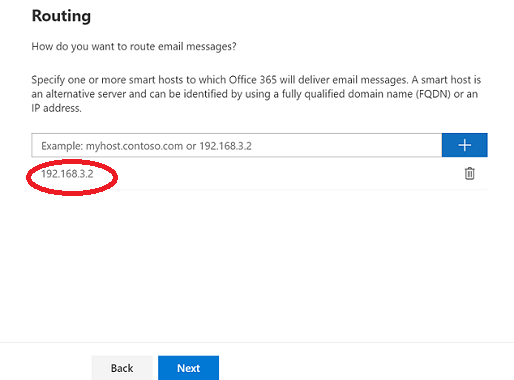 Routing
How do you want to route email messages?
Specify one or more smart hosts to which Office 365 will deliver email messages. A smart host is
an alternative server and can be identified by using a fully qualified domain name (FQDN) or an
IP address.
Example: myhost.contoso.com or 192.168.3.2
192.168.3.2
Back Next